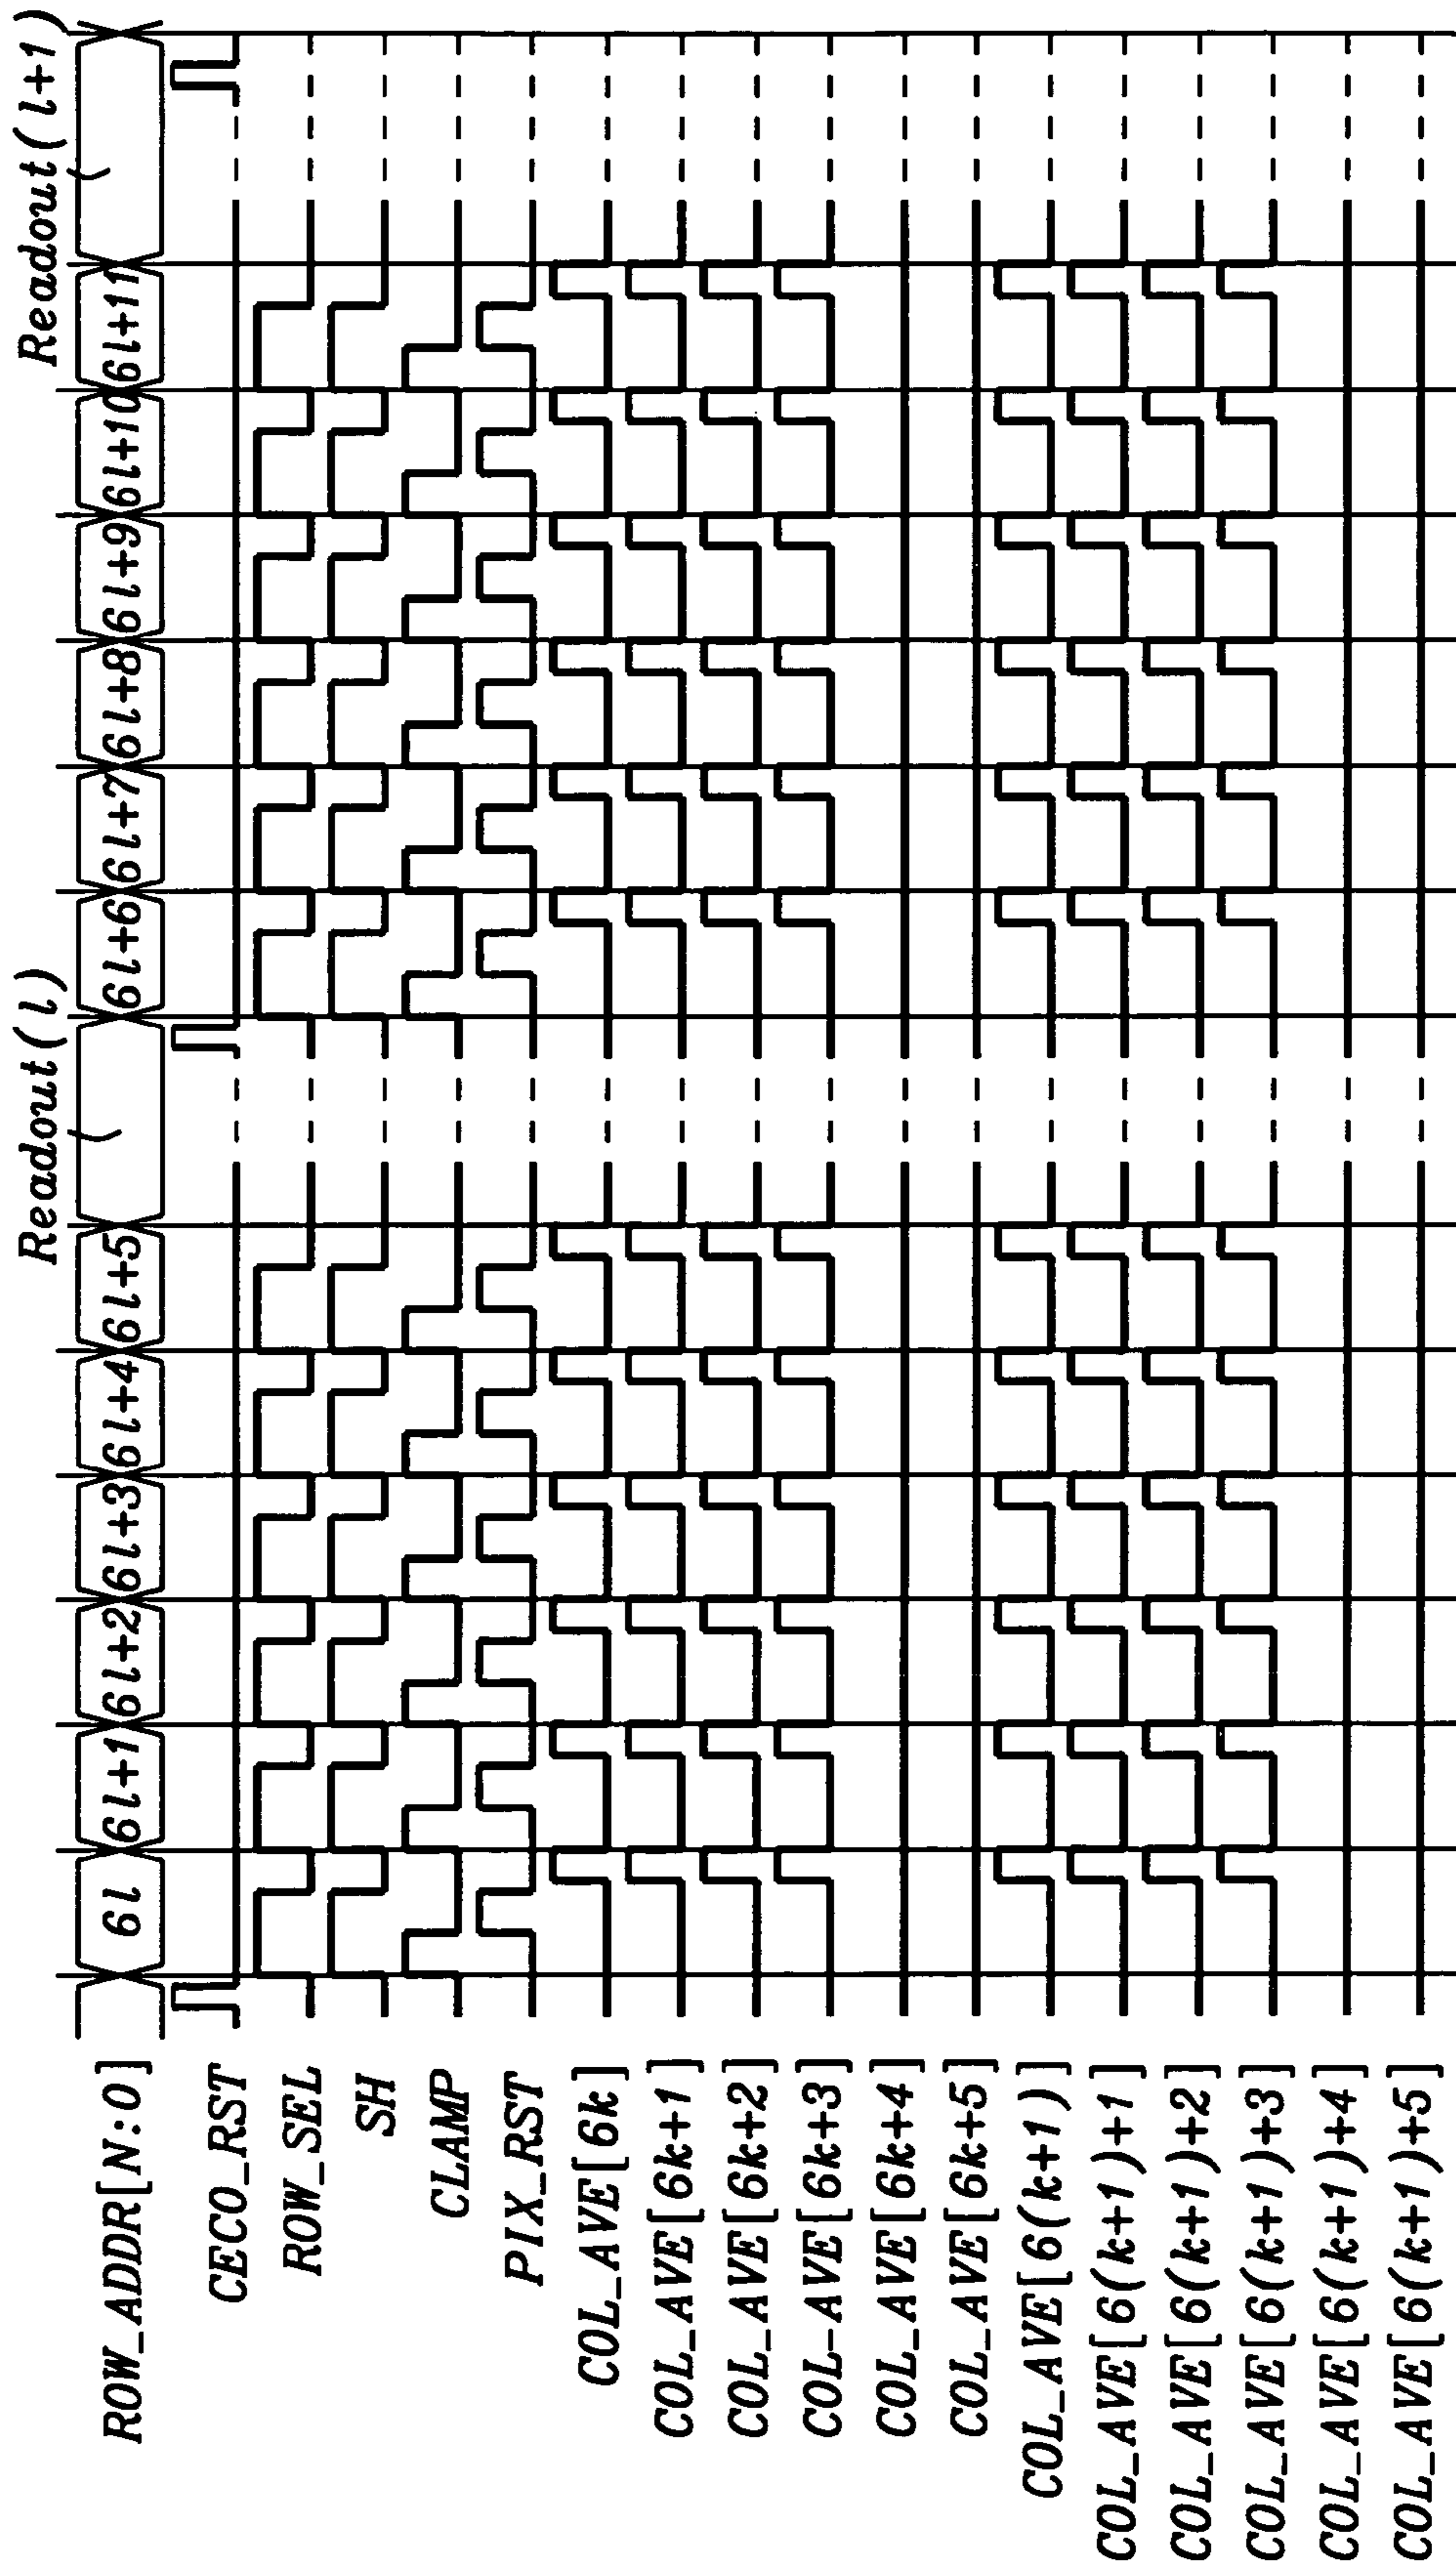 Readout(l) Readout(l+1)
ROW_ADDR[N:0] 6l 6l+1 6l+2 6l+3 6l+4 6l+5 6l+6 6l+7 6l+8 6l+9 6l+10 6l+11
CECO_RST
ROW_SEL
SH
CLAMP
PIX_RST
COL_AVE[6k]
COL_AVE[6k+1]
COL_AVE[6k+2]
COL-AVE[6k+3]
COL_AVE[6k+4]
COL_AVE[6k+5]
COL_AVE[6(k+1)]
COL_AVE[6(k+1)+1]
COL_AVE[6(k+1)+2]
COL_AVE[6(k+1)+3]
COL_AVE[6(k+1)+4]
COL_AVE[6(k+1)+5]